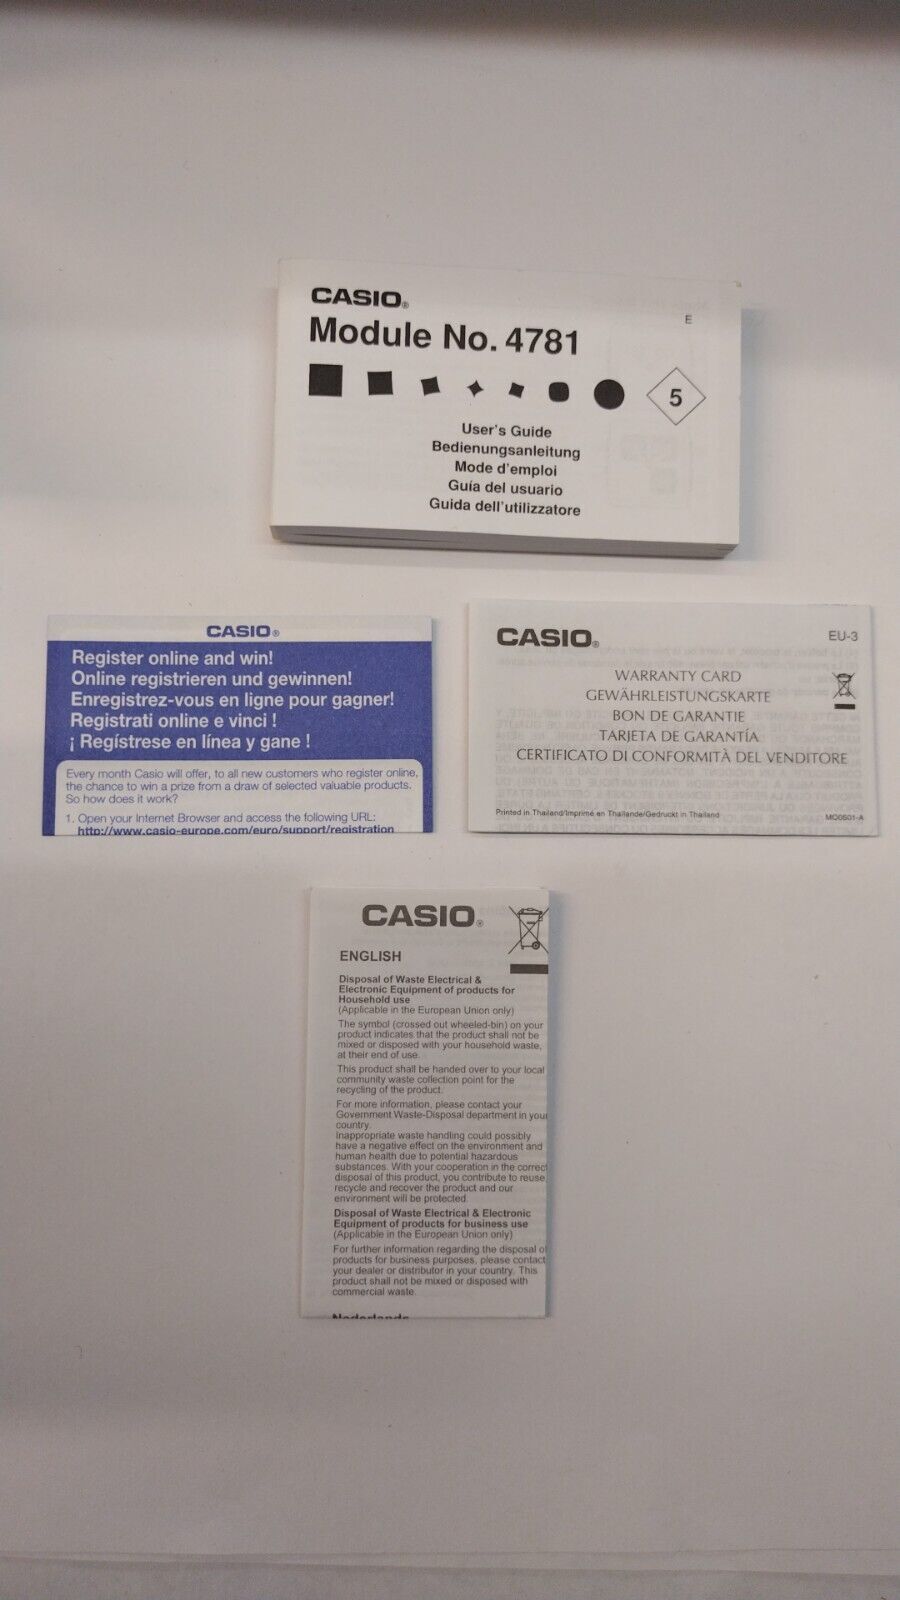 CASIO®
E
Module No. 4781
5
User's Guide
Bedienungsanleitung
Mode d'emploi
Guía del usuario
Guida dell'utilizzatore
CASIO®
Register online and win!
Online registrieren und gewinnen!
Enregistrez-vous en ligne pour gagner!
Registrati online e vinci !
¡ Regístrese en línea y gane !
Every month Casio will offer, to all new customers who register online,
the chance to win a prize from a draw of selected valuable products.
So how does it work?
1. Open your Internet Browser and access the following URL:
http://www.casio-europe.com/euro/support/registration
CASIO®
EU-3
WARRANTY CARD
GEWÄHRLEISTUNGSKARTE
BON DE GARANTIE
TARJETA DE GARANTÍA
CERTIFICATO DI CONFORMITÀ DEL VENDITORE
Printed in Thailand/Imprimé en Thaïlande/Gedruckt in Thailand
MO0501-A
CASIO®
ENGLISH
Disposal of Waste Electrical &
Electronic Equipment of products for
Household use
(Applicable in the European Union only)
The symbol (crossed out wheeled-bin) on your
product indicates that the product shall not be
mixed or disposed with your household waste,
at their end of use.
This product shall be handed over to your local
community waste collection point for the
recycling of the product.
For more information, please contact your
Government Waste-Disposal department in your
country.
Inappropriate waste handling could possibly
have a negative effect on the environment and
human health due to potential hazardous
substances. With your cooperation in the correct
disposal of this product, you contribute to reuse,
recycle and recover the product and our
environment will be protected.
Disposal of Waste Electrical & Electronic
Equipment of products for business use
(Applicable in the European Union only)
For further information regarding the disposal of
products for business purposes, please contact
your dealer or distributor in your country. This
product shall not be mixed or disposed with
commercial waste.
Nederlands